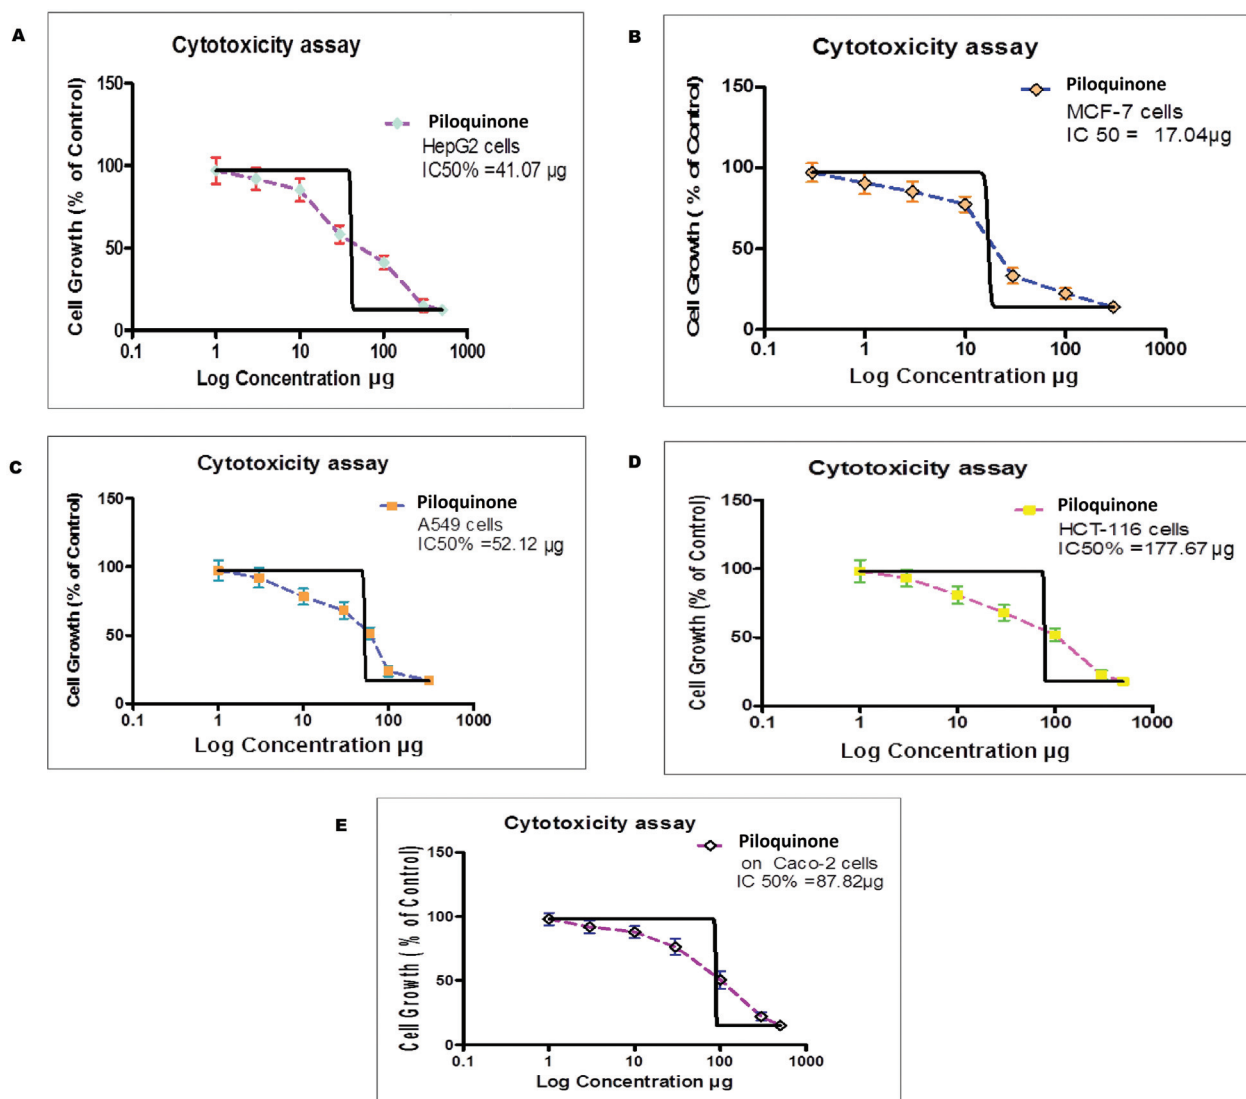 A
Cytotoxicity assay
Piloquinone
HepG2 cells
IC50% =41.07 µg
Cell Growth (% of Control)
150
100
50
0
0.1 1 10 100 1000
Log Concentration µg
B
Cytotoxicity assay
Piloquinone
MCF-7 cells
IC 50 = 17.04µg
Cell Growth ( % of Control)
150
100
50
0
0.1 1 10 100 1000
Log Concentration µg
C
Cytotoxicity assay
Piloquinone
A549 cells
IC50% =52.12 µg
Cell Growth (% of Control)
150
100
50
0
0.1 1 10 100 1000
Log Concentration µg
D
Cytotoxicity assay
Piloquinone
HCT-116 cells
IC50% =177.67 µg
Cell Growth (% of Control)
150
100
50
0
0.1 1 10 100 1000
Log Concentration µg
E
Cytotoxicity assay
Piloquinone
on Caco-2 cells
IC 50% =87.82µg
Cell Growth ( % of Control)
150
100
50
0
0.1 1 10 100 1000
Log Concentration µg